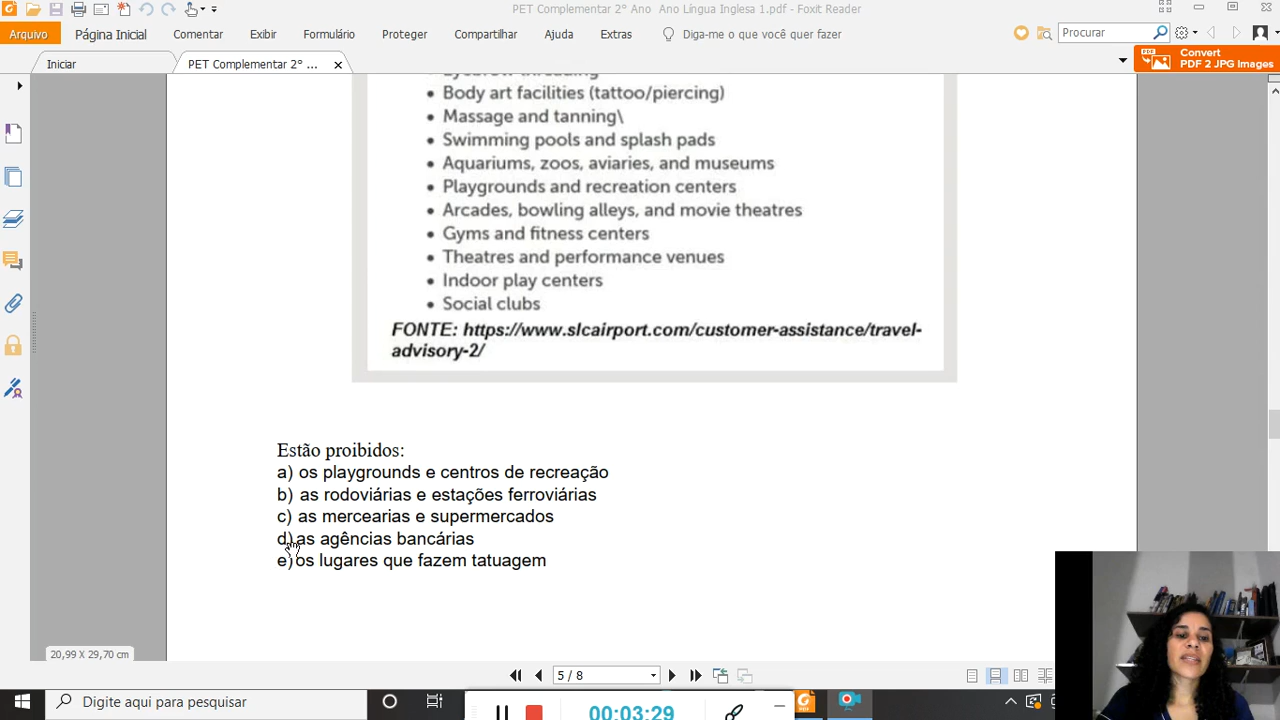 PET Complementar 2° Ano Ano Língua Inglesa 1.pdf - Foxit Reader
Arquivo Página Inicial Comentar Exibir Formulário Proteger Compartilhar Ajuda Extras Diga-me o que você quer fazer Procurar
Iniciar PET Complementar 2° ...
Convert
PDF 2 JPG Images
Eyebrow threading
• Body art facilities (tattoo/piercing)
• Massage and tanning\
• Swimming pools and splash pads
• Aquariums, zoos, aviaries, and museums
• Playgrounds and recreation centers
• Arcades, bowling alleys, and movie theatres
• Gyms and fitness centers
• Theatres and performance venues
• Indoor play centers
• Social clubs
FONTE: https://www.slcairport.com/customer-assistance/travel-
advisory-2/
Estão proibidos:
a) os playgrounds e centros de recreação
b) as rodoviárias e estações ferroviárias
c) as mercearias e supermercados
d) as agências bancárias
e) os lugares que fazem tatuagem
20,99 X 29,70 cm
5 / 8
Digite aqui para pesquisar
00:03:29